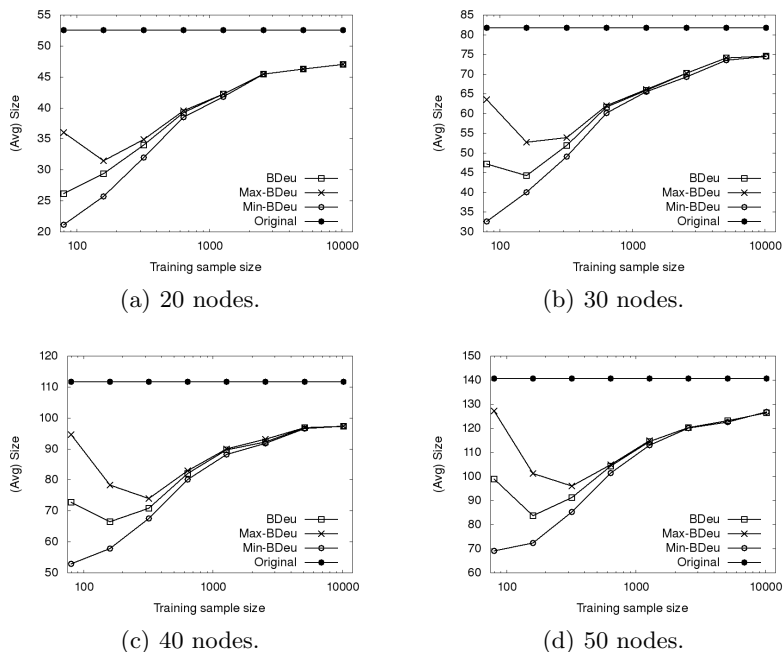 55
50
45
40
35
30
25
20
(Avg) Size
BDeu
Max-BDeu
Min-BDeu
Original
100 1000 10000
Training sample size
(a) 20 nodes.
85
80
75
70
65
60
55
50
45
40
35
30
(Avg) Size
BDeu
Max-BDeu
Min-BDeu
Original
100 1000 10000
Training sample size
(b) 30 nodes.
120
110
100
90
80
70
60
50
(Avg) Size
BDeu
Max-BDeu
Min-BDeu
Original
100 1000 10000
Training sample size
(c) 40 nodes.
150
140
130
120
110
100
90
80
70
60
(Avg) Size
BDeu
Max-BDeu
Min-BDeu
Original
100 1000 10000
Training sample size
(d) 50 nodes.